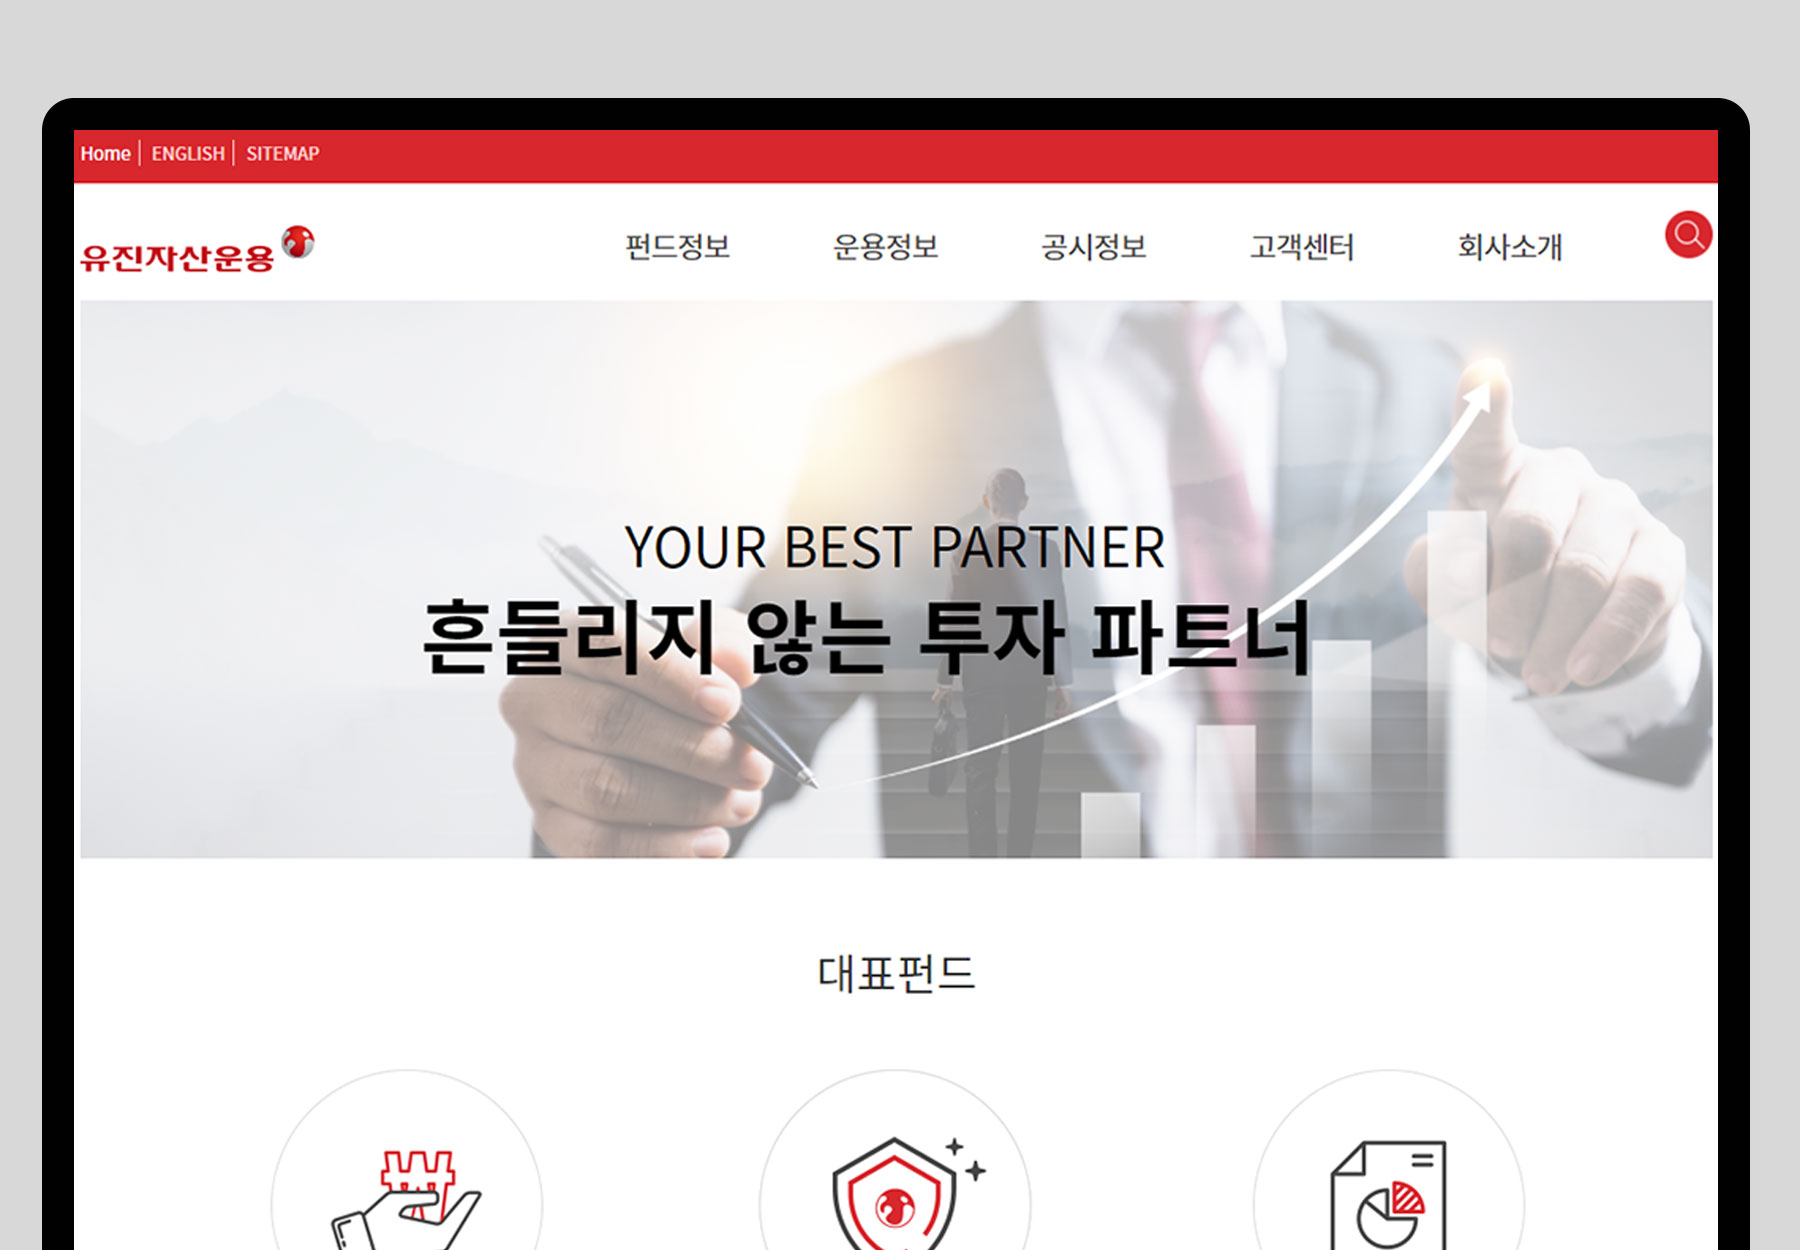 Home
ENGLISH
SITEMAP
유진자산운용
펀드정보
운용정보
공시정보
고객센터
회사소개
YOUR BEST PARTNER
흔들리지 않는 투자 파트너
대표펀드